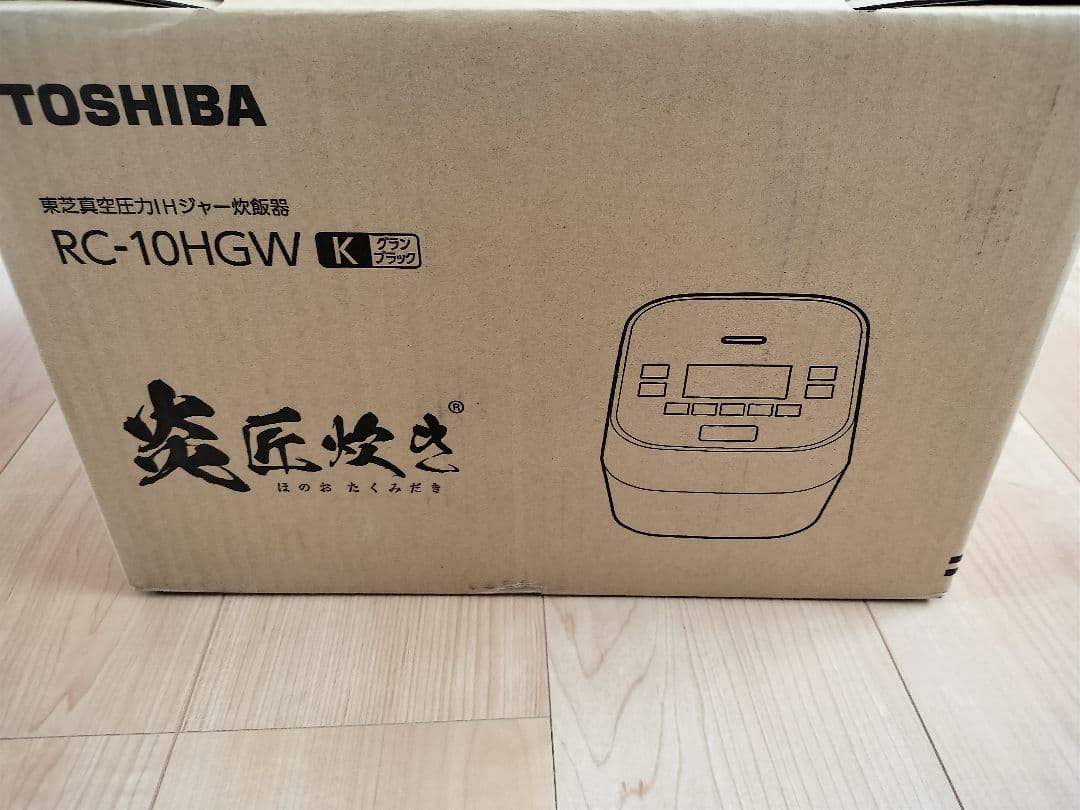 TOSHIBA
東芝真空圧力IHジャー炊飯器
RC-10HGW K グラン
ブラック
炎 匠炊き®
ほのおたくみだき